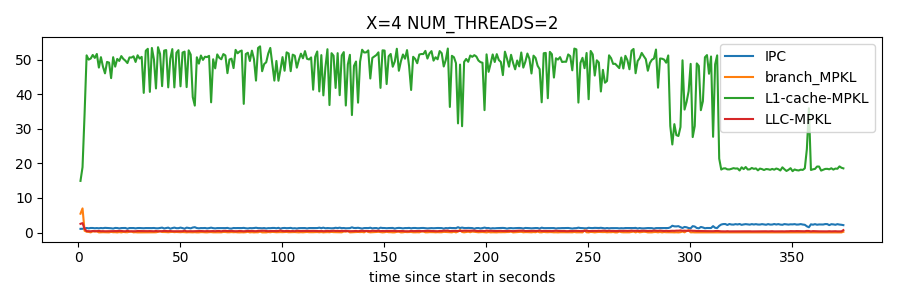 X=4 NUM_THREADS=2
50
40
30
20
10
0
IPC
branch_MPKL
L1-cache-MPKL
LLC-MPKL
0 50 100 150 200 250 300 350
time since start in seconds